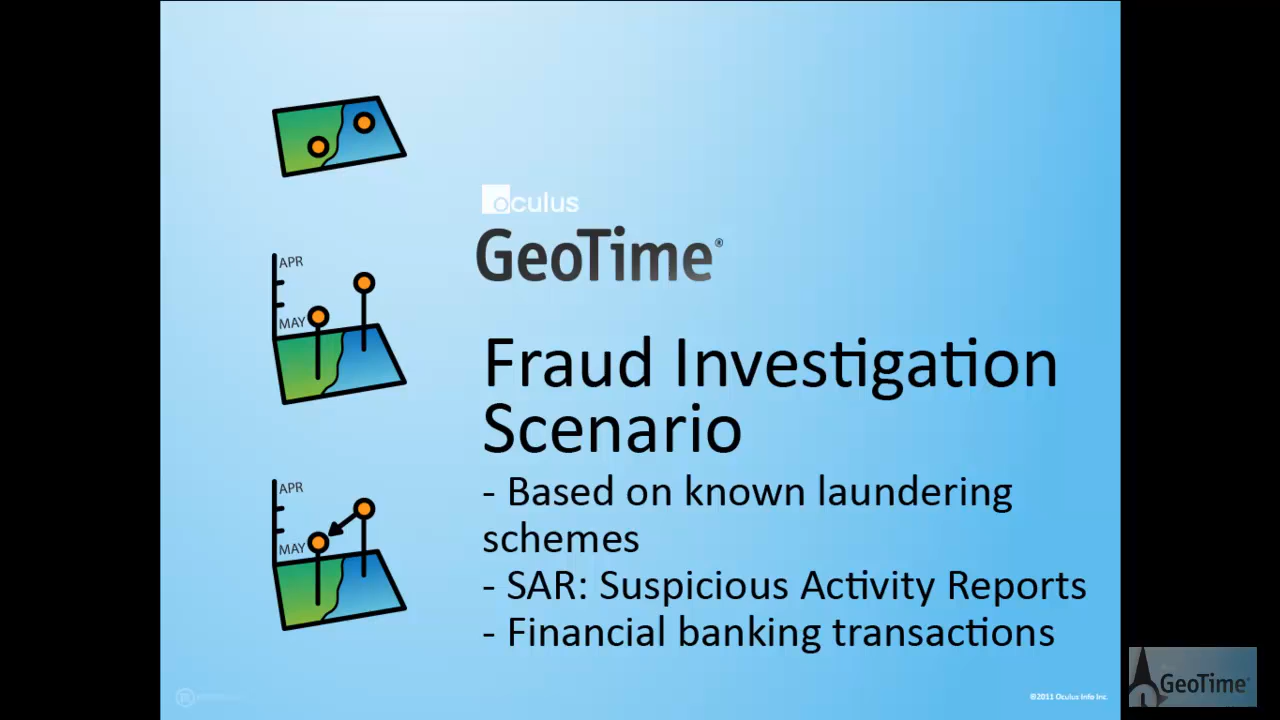 oculus
GeoTime®
Fraud Investigation
Scenario
- Based on known laundering
schemes
- SAR: Suspicious Activity Reports
- Financial banking transactions
APR
MAY
APR
MAY
©2011 Oculus Info Inc.
GeoTime®